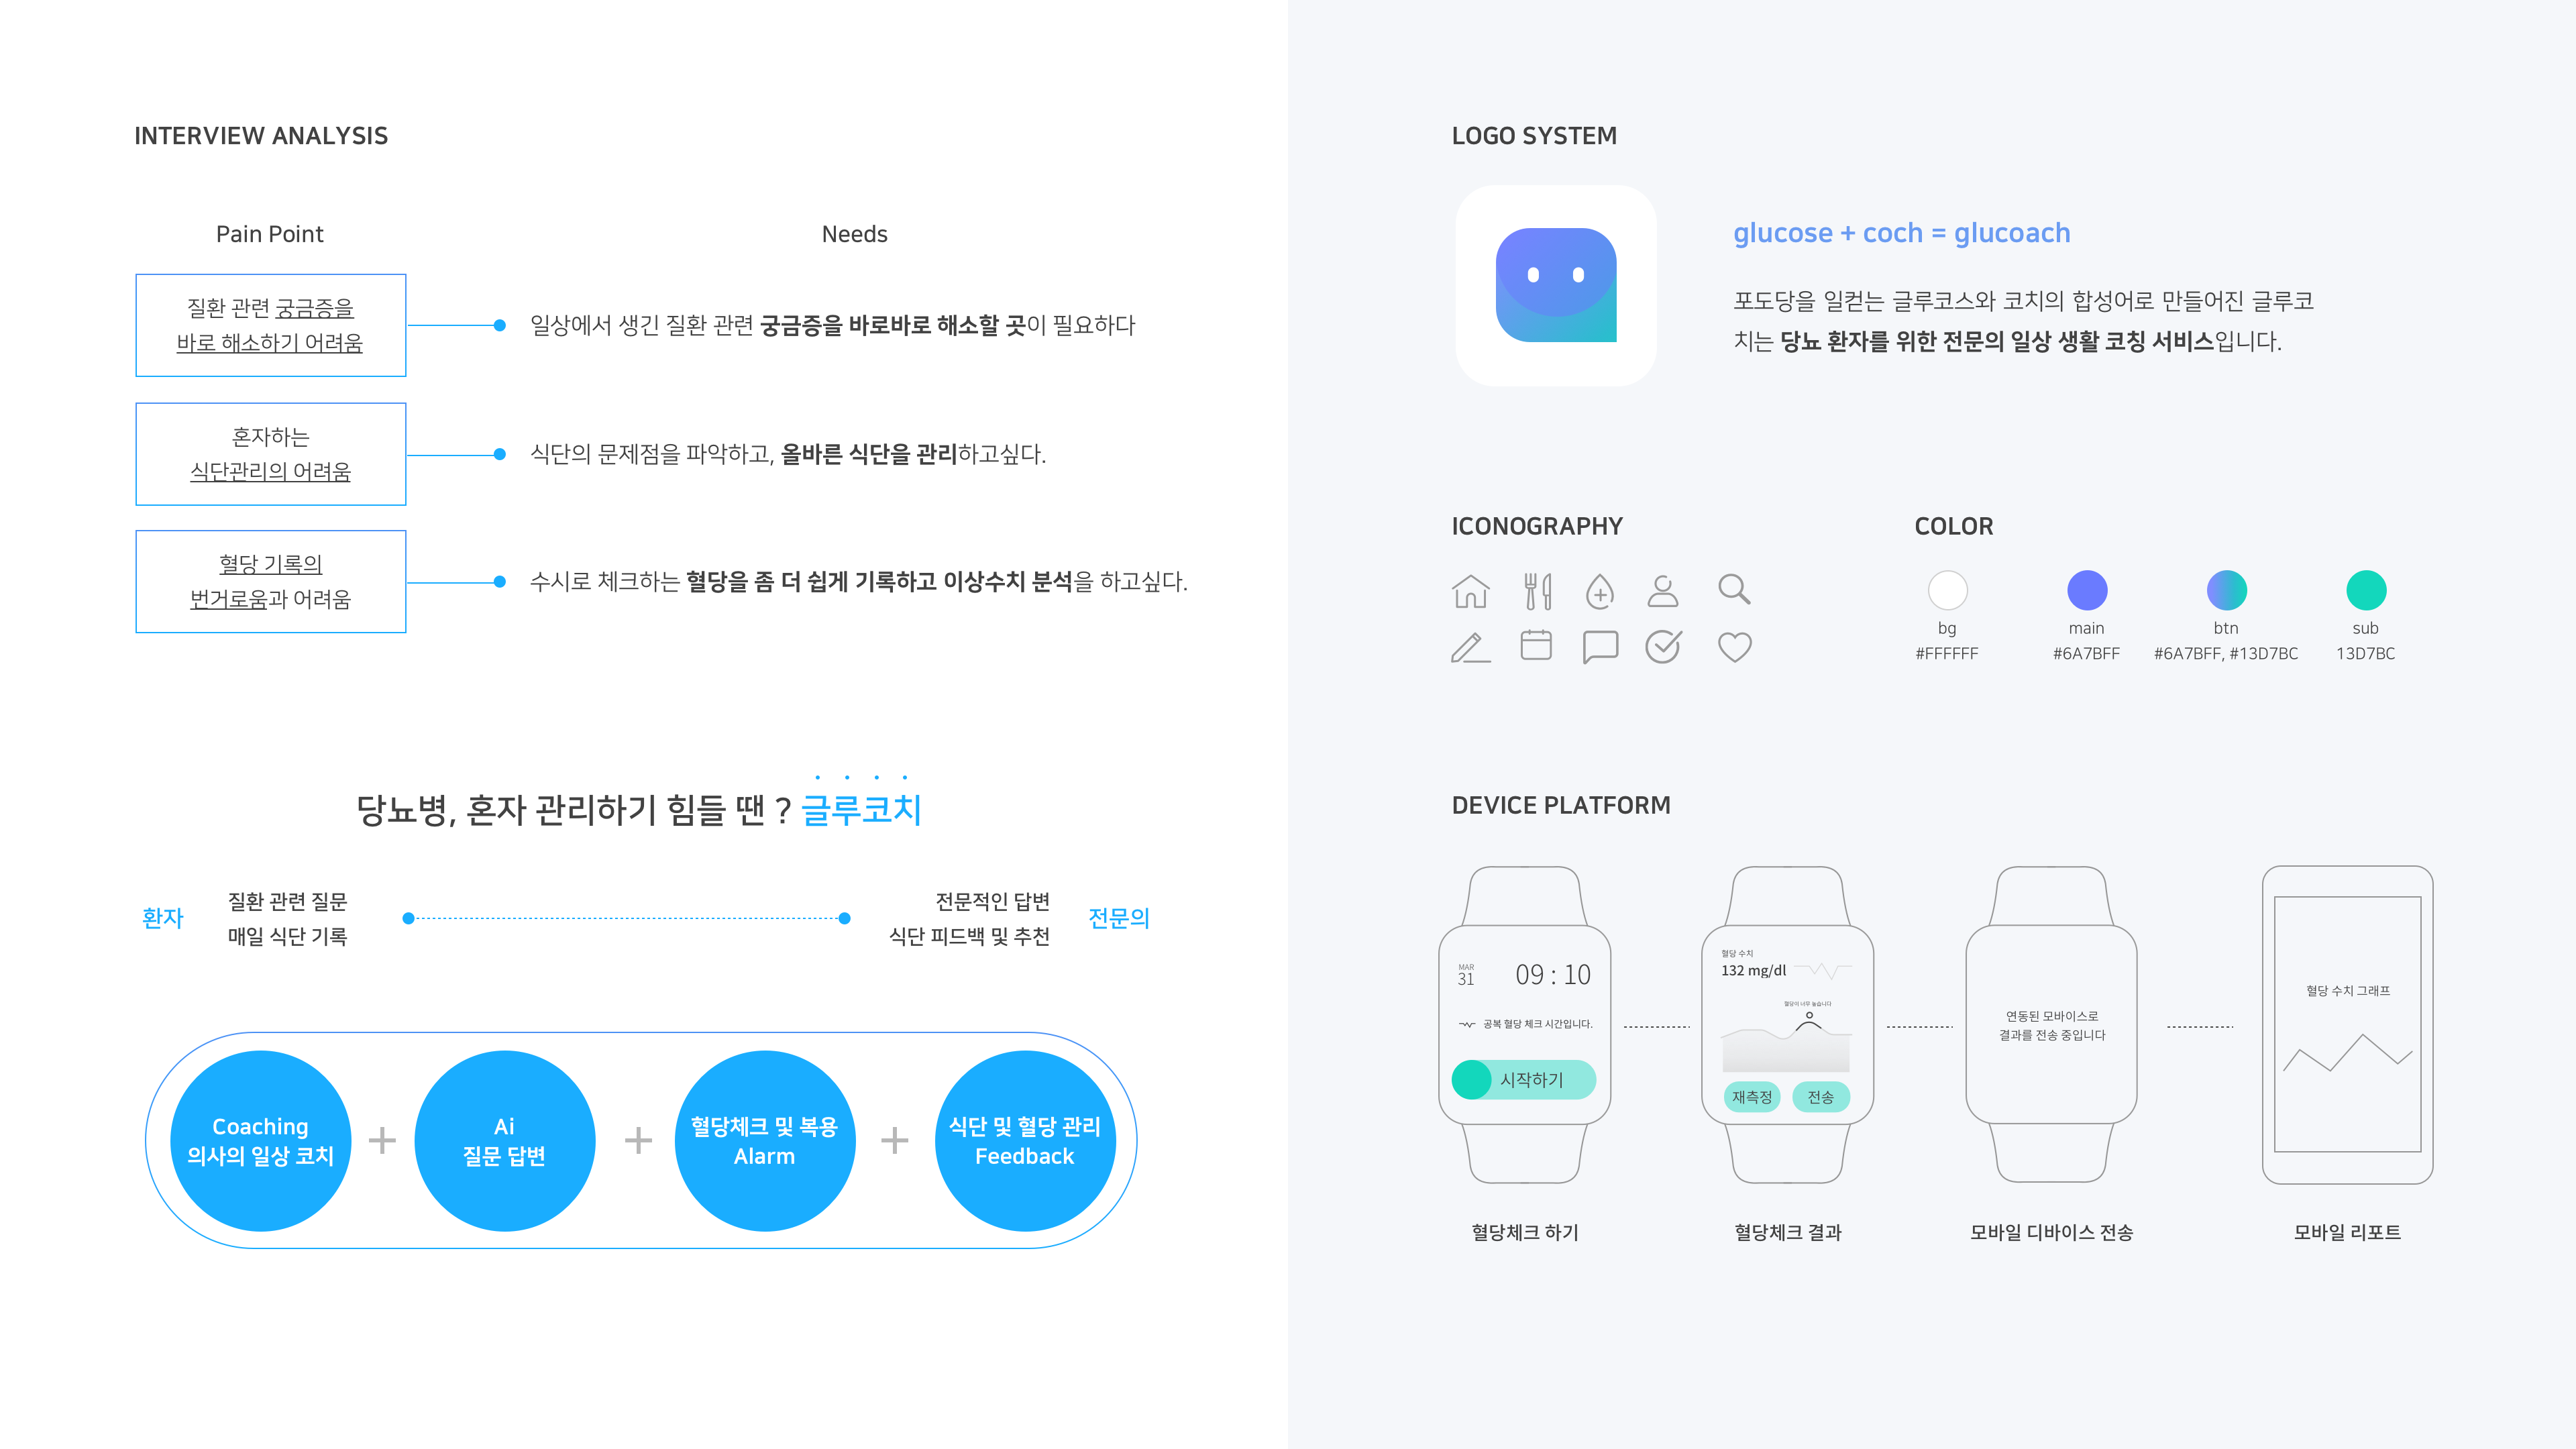 INTERVIEW ANALYSIS
Pain Point
Needs
질환 관련 궁금증을
바로 해소하기 어려움
일상에서 생긴 질환 관련 궁금증을 바로바로 해소할 곳이 필요하다
혼자하는
식단관리의 어려움
식단의 문제점을 파악하고, 올바른 식단을 관리하고싶다.
혈당 기록의
번거로움과 어려움
수시로 체크하는 혈당을 좀 더 쉽게 기록하고 이상수치 분석을 하고싶다.
당뇨병, 혼자 관리하기 힘들 땐 ? 글루코치
환자
질환 관련 질문
매일 식단 기록
전문적인 답변
식단 피드백 및 추천
전문의
Coaching
의사의 일상 코치
Ai
질문 답변
혈당체크 및 복용
Alarm
식단 및 혈당 관리
Feedback
LOGO SYSTEM
glucose + coch = glucoach
포도당을 일컫는 글루코스와 코치의 합성어로 만들어진 글루코
치는 당뇨 환자를 위한 전문의 일상 생활 코칭 서비스입니다.
ICONOGRAPHY
COLOR
bg
#FFFFFF
main
#6A7BFF
btn
#6A7BFF, #13D7BC
sub
13D7BC
DEVICE PLATFORM
MAR
31
09 : 10
공복 혈당 체크 시간입니다.
시작하기
혈당체크 하기
혈당 수치
132 mg/dl
혈당이 너무 높습니다
재측정
전송
혈당체크 결과
연동된 모바이스로
결과를 전송 중입니다
모바일 디바이스 전송
혈당 수치 그래프
모바일 리포트